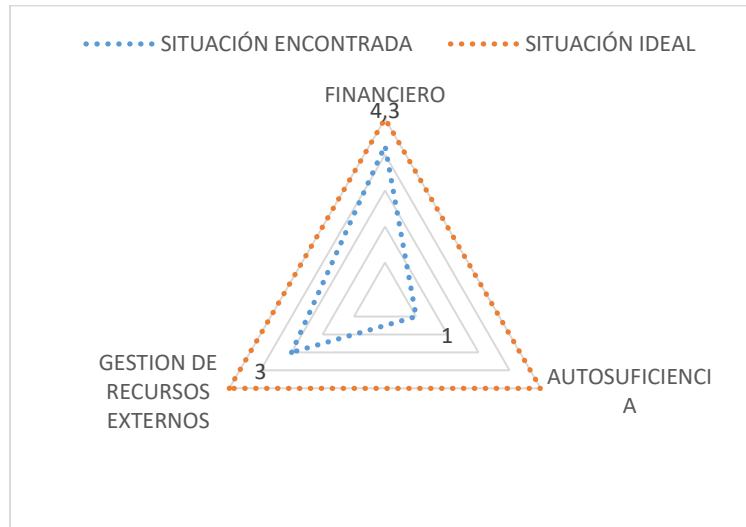 SITUACIÓN ENCONTRADA
SITUACIÓN IDEAL
FINANCIERO
4,3
1
AUTOSUFICIENCI
A
3
GESTION DE
RECURSOS
EXTERNOS